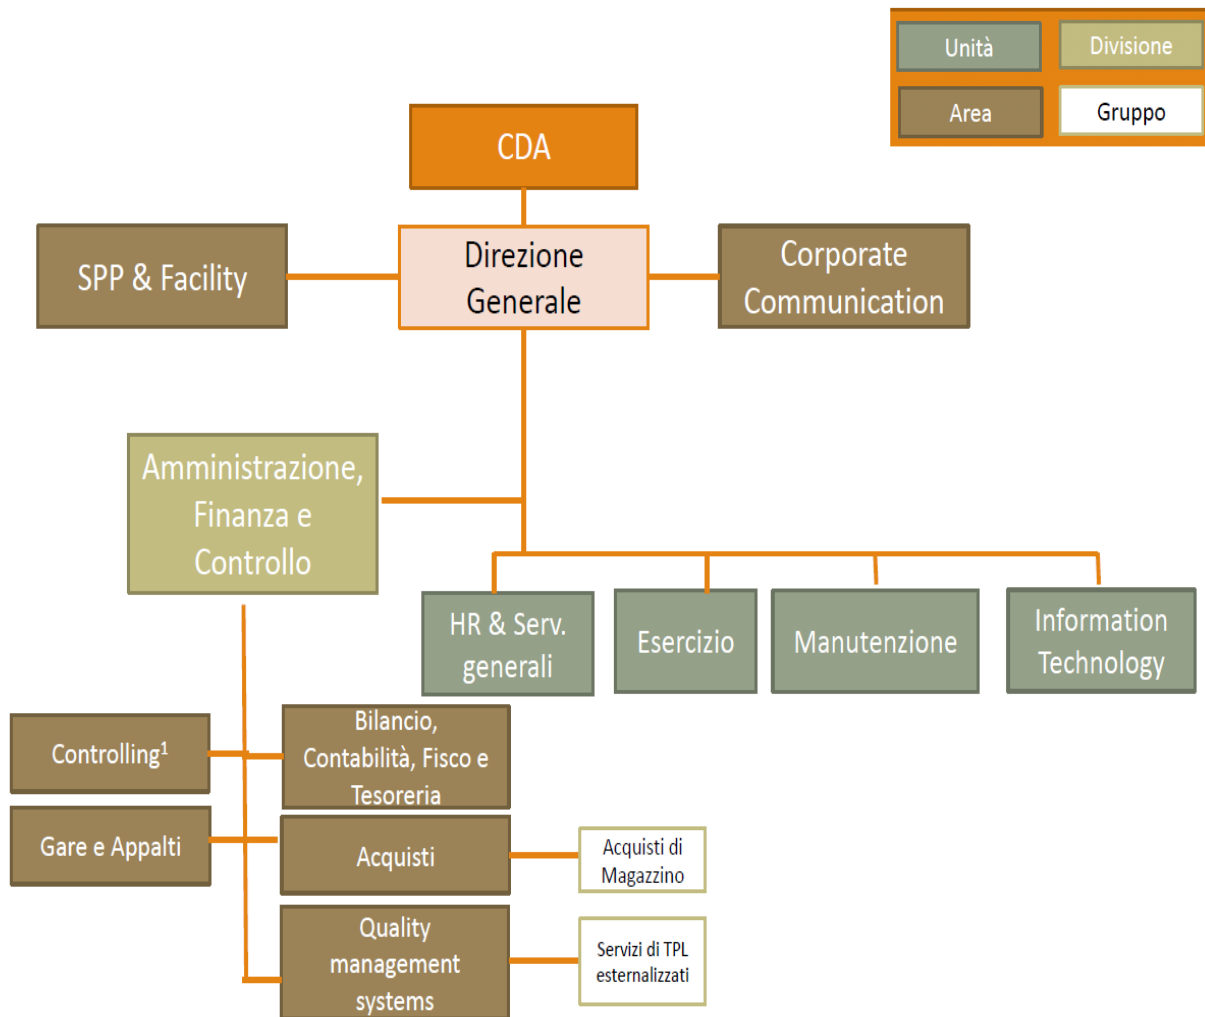 Unità
Divisione
Area
Gruppo
CDA
SPP & Facility
Direzione
Generale
Corporate
Communication
Amministrazione,
Finanza e
Controllo
HR & Serv.
generali
Esercizio
Manutenzione
Information
Technology
Controlling¹
Bilancio,
Contabilità, Fisco e
Tesoreria
Gare e Appalti
Acquisti
Acquisti di
Magazzino
Quality
management
systems
Servizi di TPL
esternalizzati